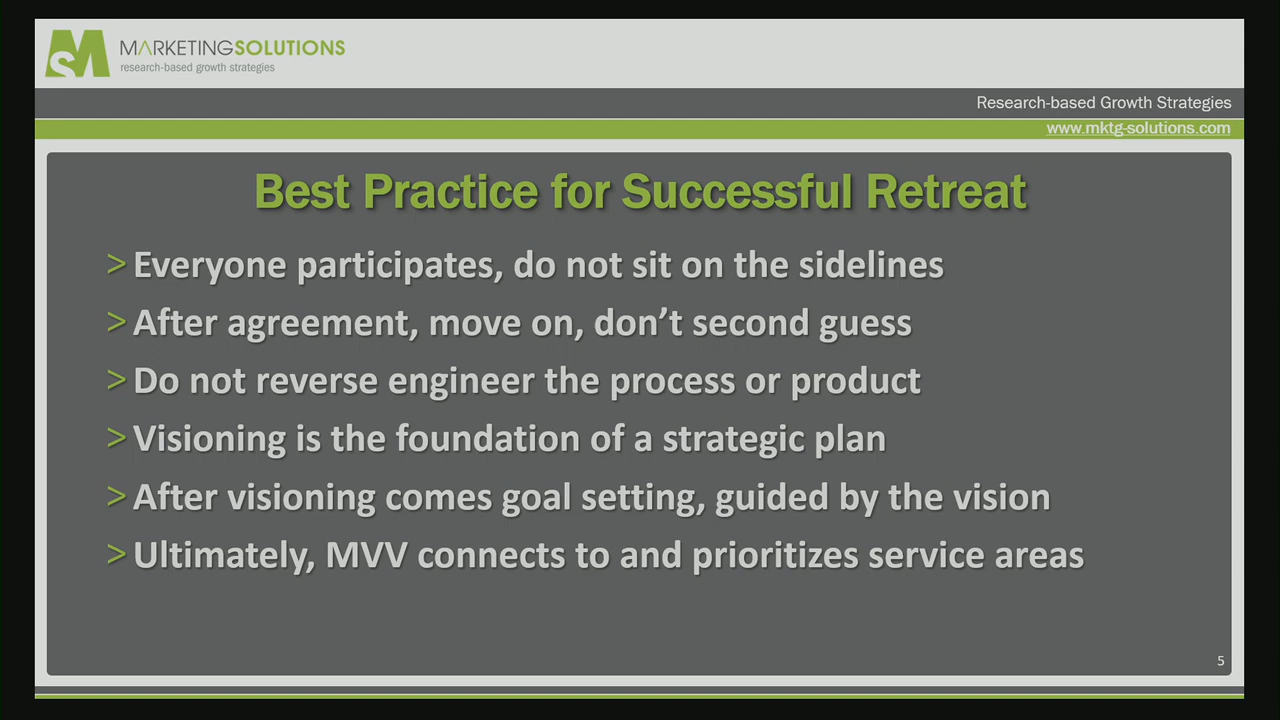 MARKETINGSOLUTIONS
research-based growth strategies
Research-based Growth Strategies
www.mktg-solutions.com
Best Practice for Successful Retreat
> Everyone participates, do not sit on the sidelines
> After agreement, move on, don’t second guess
> Do not reverse engineer the process or product
> Visioning is the foundation of a strategic plan
> After visioning comes goal setting, guided by the vision
> Ultimately, MVV connects to and prioritizes service areas
5